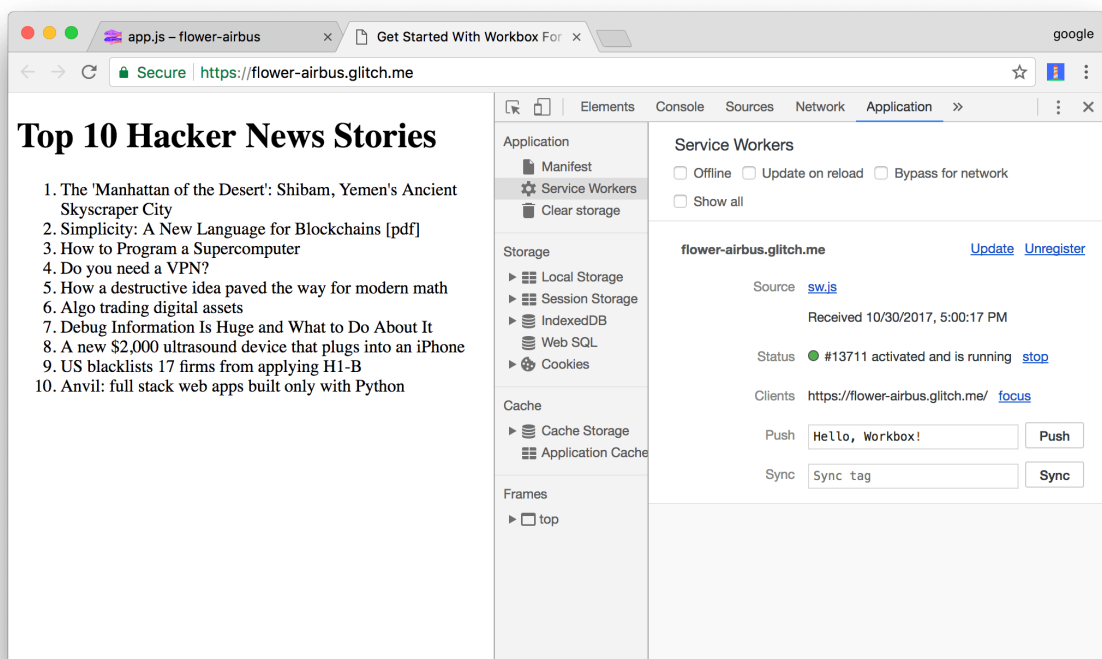 app.js – flower-airbus
Get Started With Workbox For
google
Secure
https://flower-airbus.glitch.me
Top 10 Hacker News Stories
1. The 'Manhattan of the Desert': Shibam, Yemen's Ancient
Skyscraper City
2. Simplicity: A New Language for Blockchains [pdf]
3. How to Program a Supercomputer
4. Do you need a VPN?
5. How a destructive idea paved the way for modern math
6. Algo trading digital assets
7. Debug Information Is Huge and What to Do About It
8. A new $2,000 ultrasound device that plugs into an iPhone
9. US blacklists 17 firms from applying H1-B
10. Anvil: full stack web apps built only with Python
Elements Console Sources Network Application »
Application
Manifest
Service Workers
Clear storage
Storage
Local Storage
Session Storage
IndexedDB
Web SQL
Cookies
Cache
Cache Storage
Application Cache
Frames
top
Service Workers
Offline Update on reload Bypass for network
Show all
flower-airbus.glitch.me Update Unregister
Source sw.js
Received 10/30/2017, 5:00:17 PM
Status #13711 activated and is running stop
Clients https://flower-airbus.glitch.me/ focus
Push Hello, Workbox! Push
Sync Sync tag Sync